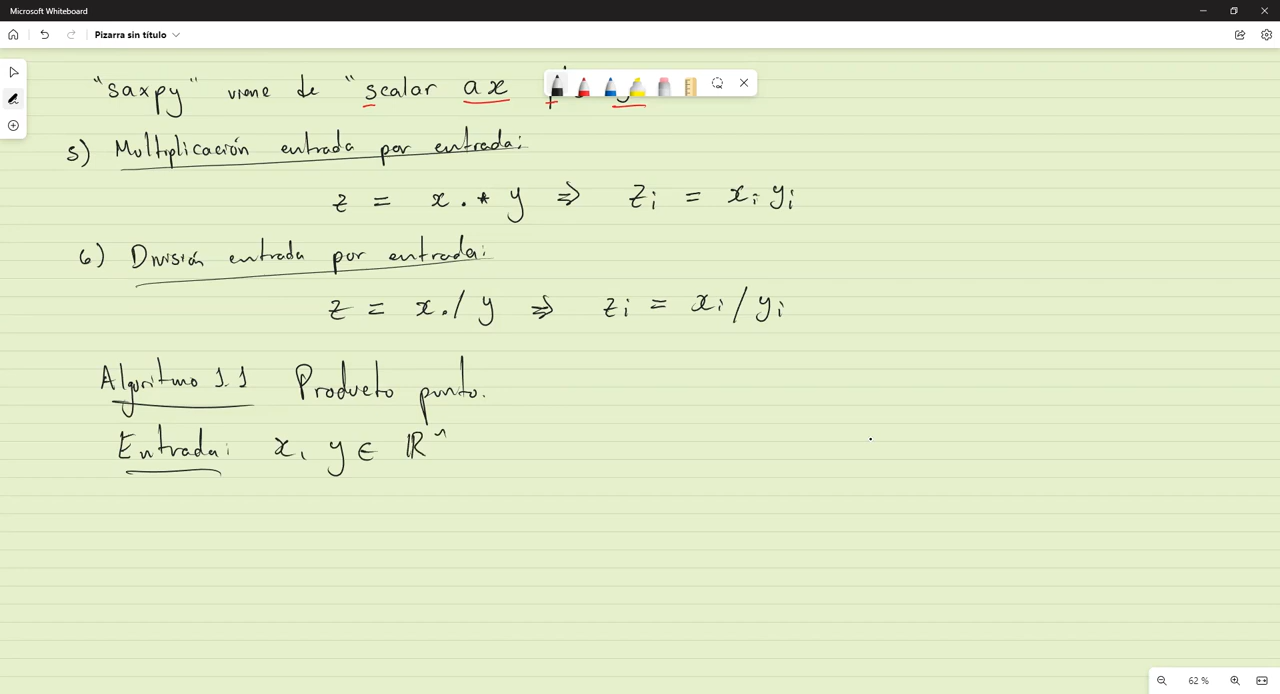 Microsoft Whiteboard
Pizarra sin título
"saxpy" viene de "scalar ax
5) Multiplicación entrada por entrada:
z = x .* y ⇒ zi = xi yi
6) División entrada por entrada:
z = x ./ y ⇒ zi = xi / yi
Algoritmo 1.1 Producto punto.
Entrada: x, y ∈ ℝⁿ
62 %